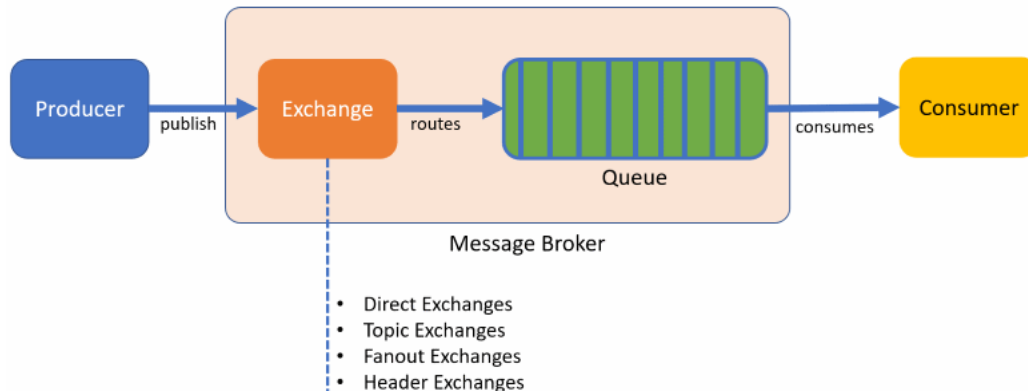 Producer
publish
Exchange
routes
Queue
consumes
Consumer
Message Broker
• Direct Exchanges
• Topic Exchanges
• Fanout Exchanges
• Header Exchanges